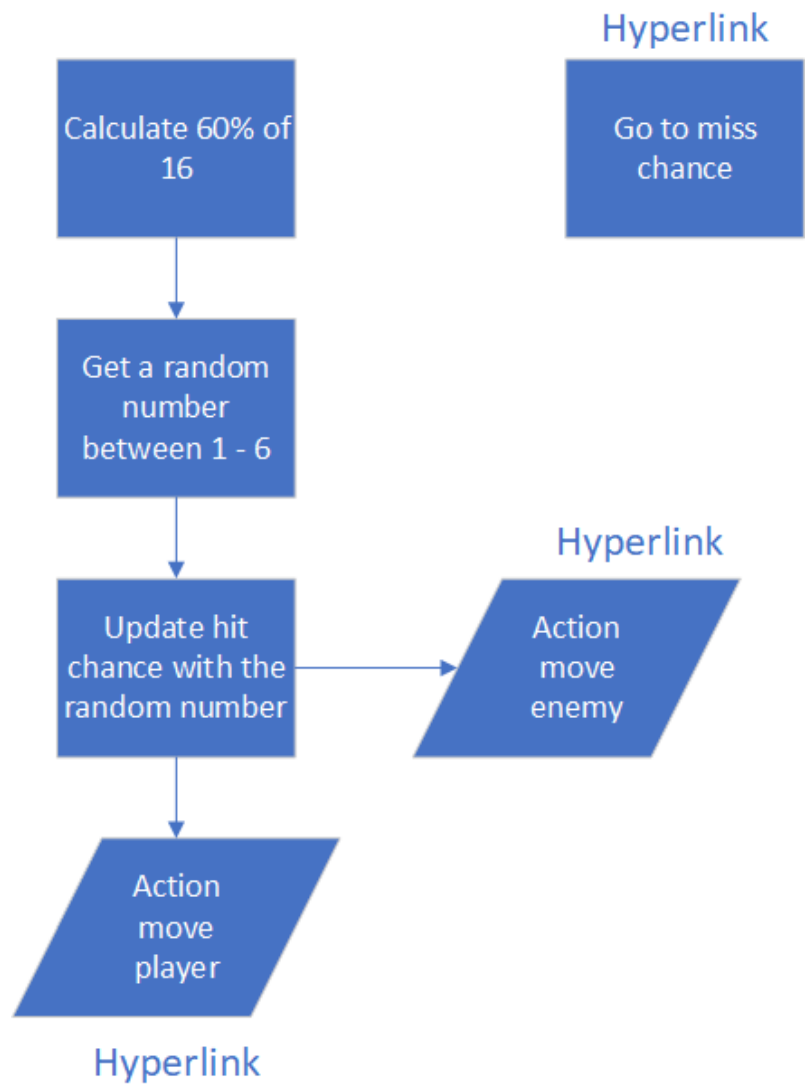 Hyperlink
Calculate 60% of
16
Go to miss
chance
Get a random
number
between 1 - 6
Hyperlink
Update hit
chance with the
random number
Action
move
enemy
Action
move
player
Hyperlink